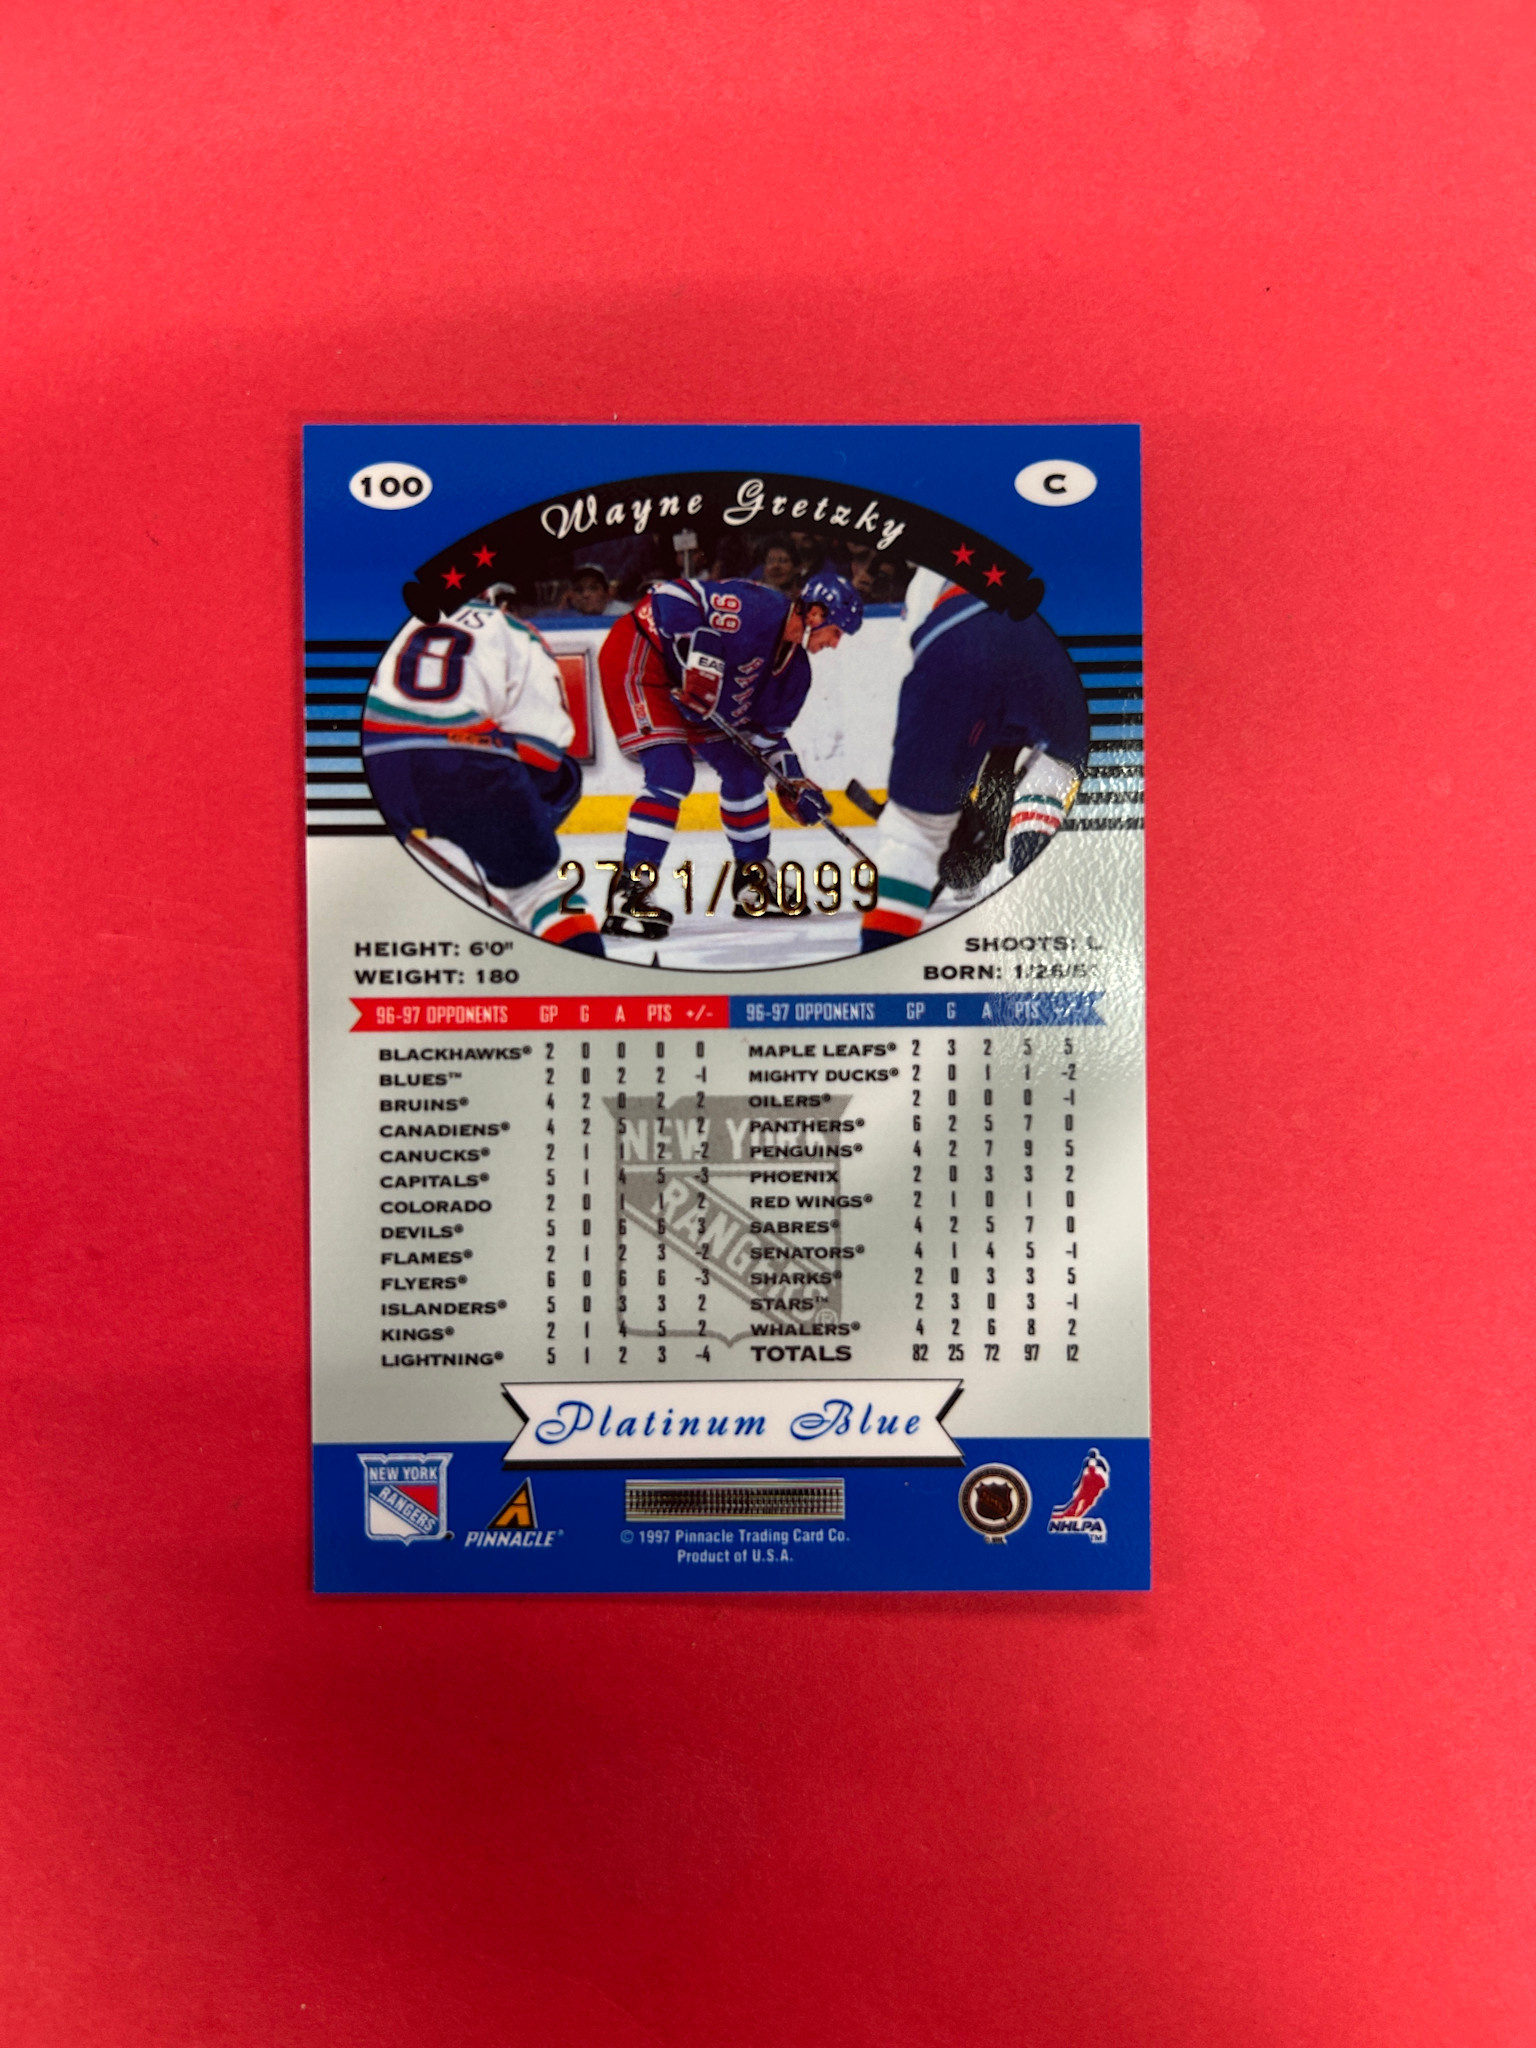 100
C
Wayne Gretzky
8
99
2721/3099
HEIGHT: 6'0"
SHOOTS: L
WEIGHT: 180
BORN: 1/26/6
96-97 OPPONENTS GP G A PTS +/- 96-97 OPPONENTS GP G A PTS +/-
BLACKHAWKS® 2 0 0 0 0 MAPLE LEAFS® 2 3 2 5 5
BLUES™ 2 0 2 2 -1 MIGHTY DUCKS® 2 0 1 1 -2
BRUINS® 4 2 0 2 2 OILERS® 2 0 0 0 -1
CANADIENS® 4 2 5 7 2 PANTHERS® 6 2 5 7 0
CANUCKS® 2 1 1 2 -2 PENGUINS® 4 2 7 9 5
CAPITALS® 5 1 4 5 -3 PHOENIX 2 0 3 3 2
COLORADO 2 0 1 1 2 RED WINGS® 2 1 0 1 0
DEVILS® 5 0 6 6 3 SABRES® 4 2 5 7 0
FLAMES® 2 1 2 3 -2 SENATORS® 4 1 4 5 -1
FLYERS® 6 0 6 6 -3 SHARKS® 2 0 3 3 5
ISLANDERS® 5 0 3 3 2 STARS™ 2 3 0 3 -1
KINGS® 2 1 4 5 2 WHALERS® 4 2 6 8 2
LIGHTNING® 5 1 2 3 -4 TOTALS 82 25 72 97 12
NEW YORK
RANGERS®
Platinum Blue
NEW YORK
RANGERS
PINNACLE®
© 1997 Pinnacle Trading Card Co.
Product of U.S.A.
NHL
NHLPA
TM